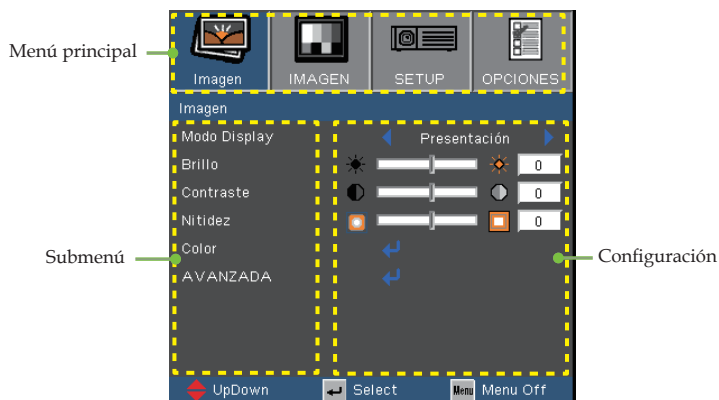 Menú principal
Imagen
IMAGEN
SETUP
OPCIONES
Imagen
Modo Display
Presentación
Brillo
0
Contraste
0
Nitidez
0
Color
Submenú
Configuración
AVANZADA
UpDown
Select
Menu
Menu Off